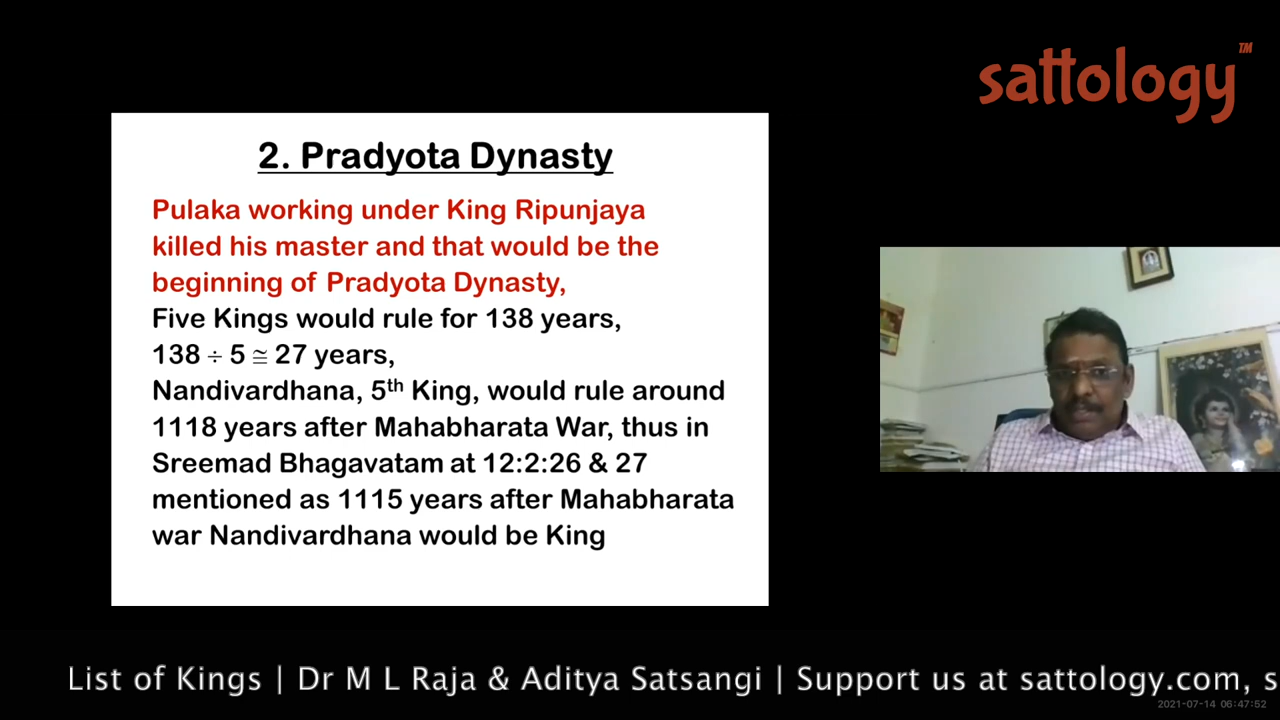 sattology™
2. Pradyota Dynasty
Pulaka working under King Ripunjaya
killed his master and that would be the
beginning of Pradyota Dynasty,
Five Kings would rule for 138 years,
138 ÷ 5 ≅ 27 years,
Nandivardhana, 5th King, would rule around
1118 years after Mahabharata War, thus in
Sreemad Bhagavatam at 12:2:26 & 27
mentioned as 1115 years after Mahabharata
war Nandivardhana would be King
List of Kings | Dr M L Raja & Aditya Satsangi | Support us at sattology.com, s
2021-07-14 06:47:52